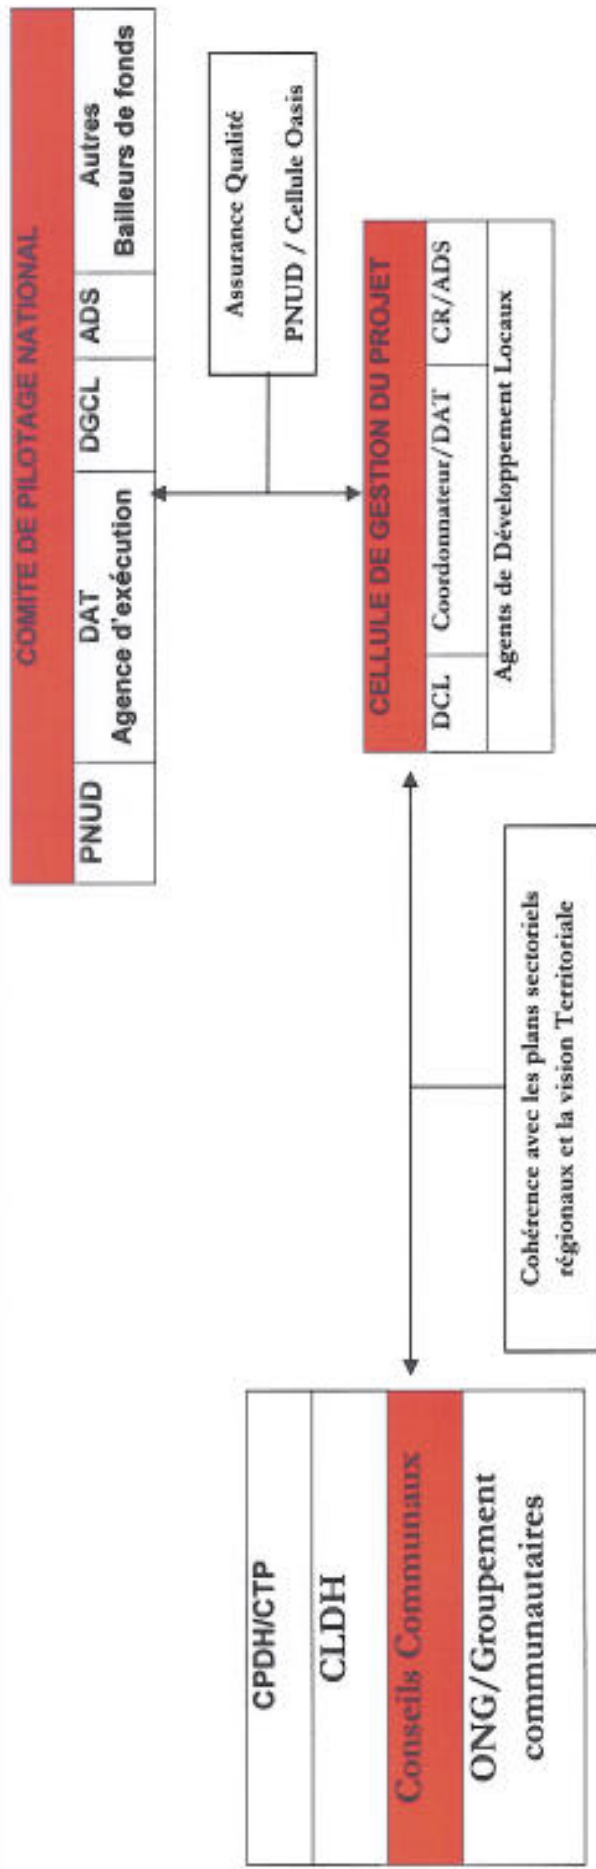 COMITE DE PILOTAGE NATIONAL
PNUD
DAT
Agence d'exécution
DGCL
ADS
Autres
Bailleurs de fonds
Assurance Qualité
PNUD / Cellule Oasis
CELLULE DE GESTION DU PROJET
DCL
Coordonnateur/DAT
CR/ADS
Agents de Développement Locaux
Cohérence avec les plans sectoriels
régionaux et la vision Territoriale
CPDH/CTP
CLDH
Conseils Communaux
ONG/Groupement
communautaires